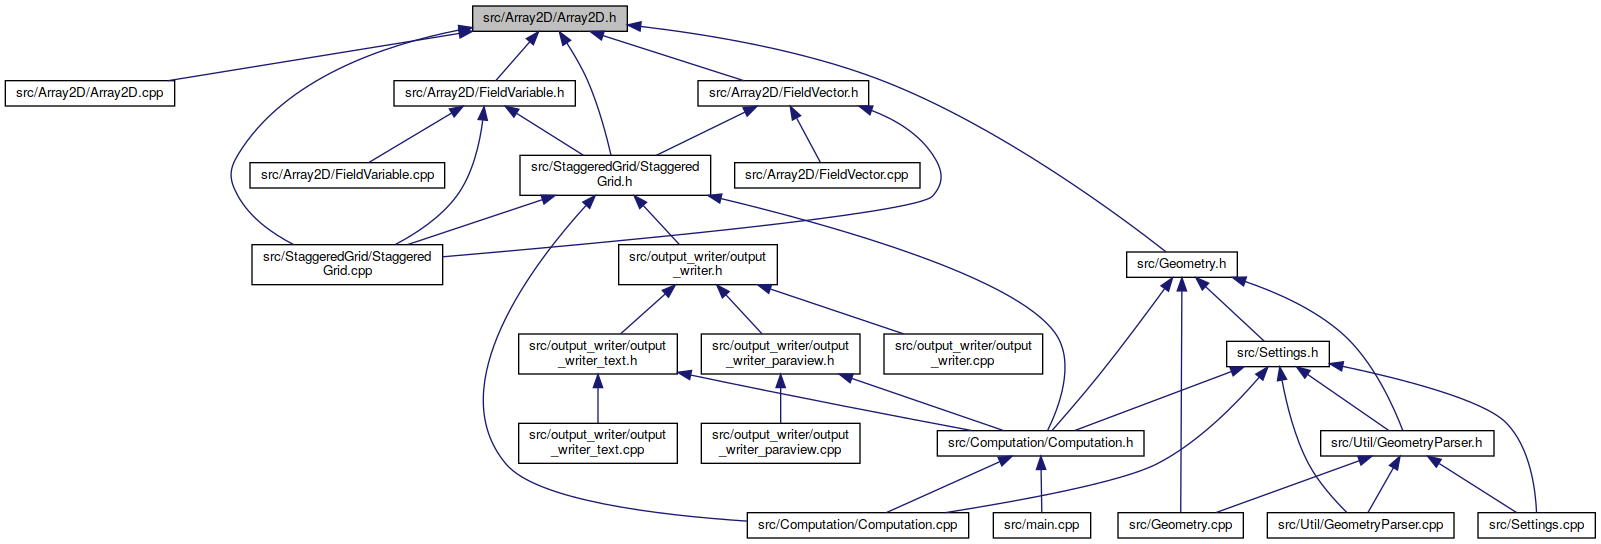 src/Array2D/Array2D.h
src/Array2D/Array2D.cpp
src/Array2D/FieldVariable.h
src/Array2D/FieldVector.h
src/Array2D/FieldVariable.cpp
src/StaggeredGrid/Staggered
Grid.h
src/Array2D/FieldVector.cpp
src/StaggeredGrid/Staggered
Grid.cpp
src/output_writer/output
_writer.h
src/Geometry.h
src/output_writer/output
_writer_text.h
src/output_writer/output
_writer_paraview.h
src/output_writer/output
_writer.cpp
src/Settings.h
src/output_writer/output
_writer_text.cpp
src/output_writer/output
_writer_paraview.cpp
src/Computation/Computation.h
src/Util/GeometryParser.h
src/Computation/Computation.cpp
src/main.cpp
src/Geometry.cpp
src/Util/GeometryParser.cpp
src/Settings.cpp